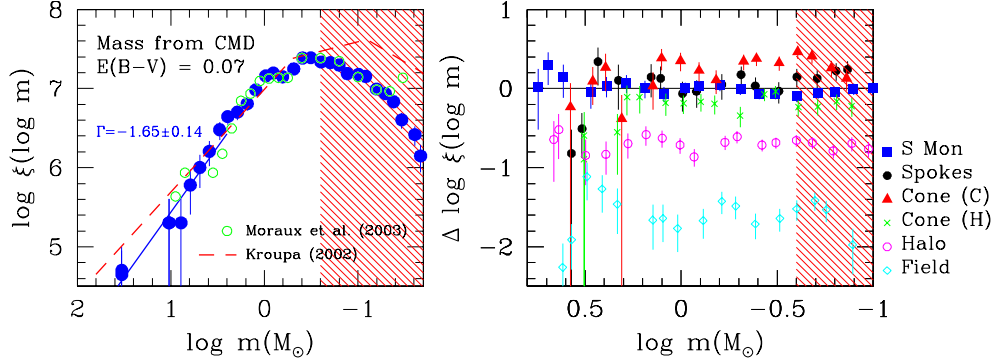 Mass from CMD
E(B−V) = 0.07
Γ=−1.65±0.14
Moraux et al. (2003)
Kroupa (2002)
log ξ(log m)
7
6
5
2
1
0
−1
log m(M⊙)
Δ log ξ(log m)
1
0
−1
−2
0.5
0
−0.5
−1
log m(M⊙)
S Mon
Spokes
Cone (C)
Cone (H)
Halo
Field